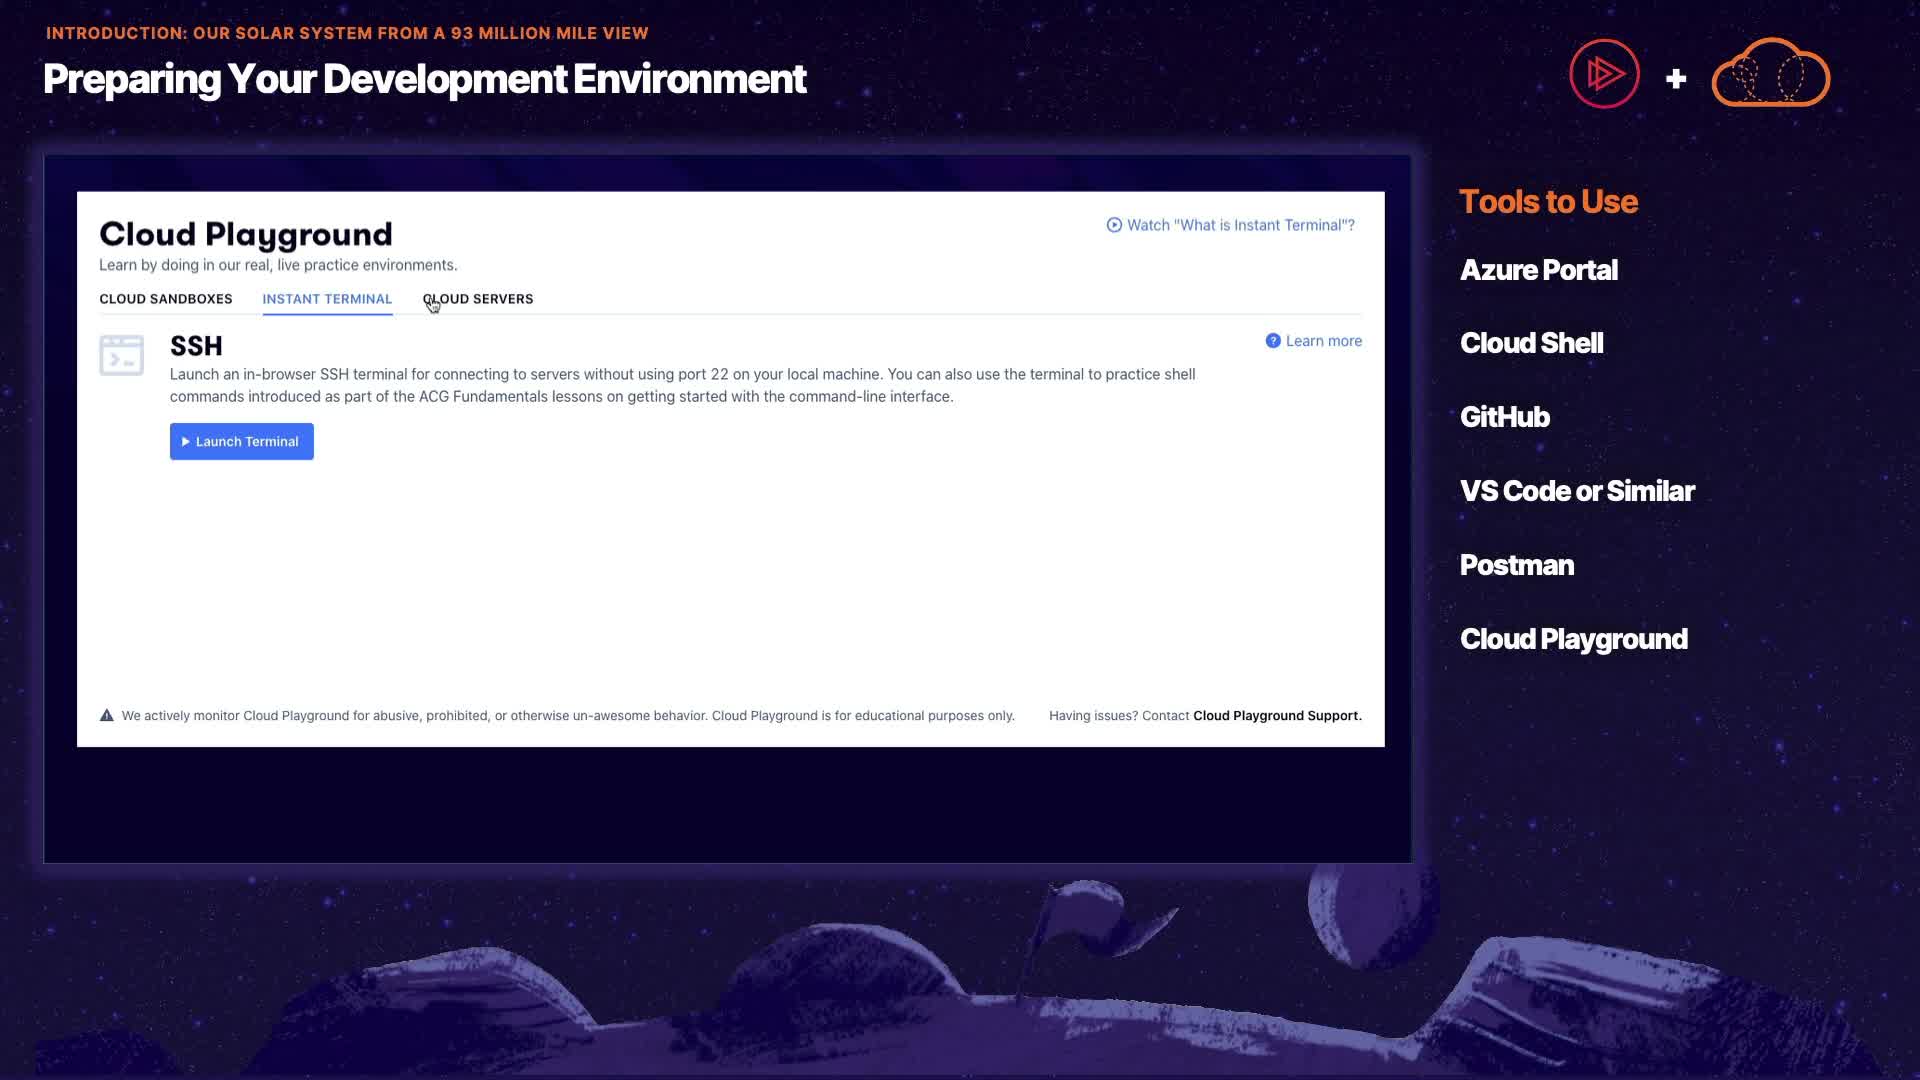 INTRODUCTION: OUR SOLAR SYSTEM FROM A 93 MILLION MILE VIEW
Preparing Your Development Environment
+
Cloud Playground
Watch "What is Instant Terminal"?
Learn by doing in our real, live practice environments.
CLOUD SANDBOXES INSTANT TERMINAL CLOUD SERVERS
SSH
Learn more
Launch an in-browser SSH terminal for connecting to servers without using port 22 on your local machine. You can also use the terminal to practice shell
commands introduced as part of the ACG Fundamentals lessons on getting started with the command-line interface.
Launch Terminal
We actively monitor Cloud Playground for abusive, prohibited, or otherwise un-awesome behavior. Cloud Playground is for educational purposes only.
Having issues? Contact Cloud Playground Support.
Tools to Use
Azure Portal
Cloud Shell
GitHub
VS Code or Similar
Postman
Cloud Playground